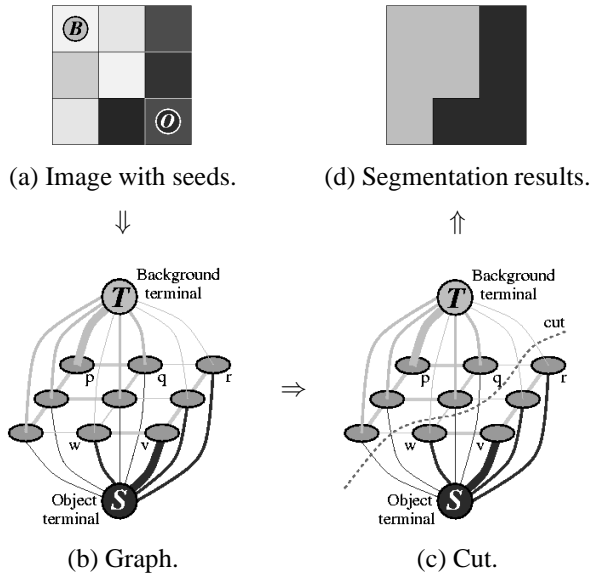 B
O
(a) Image with seeds.
(d) Segmentation results.
⇓
⇑
Background
terminal
T
p
q
r
w
v
Object
terminal
S
⇒
Background
terminal
T
cut
p
q
r
w
v
Object
terminal
S
(b) Graph.
(c) Cut.